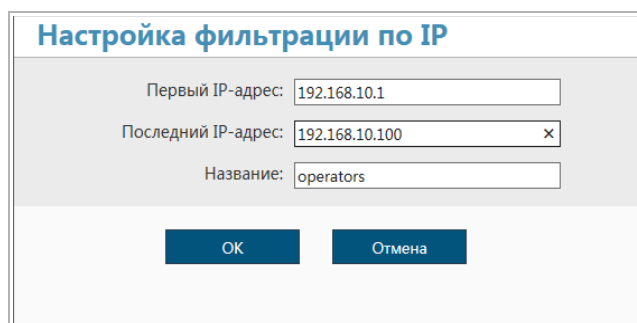 Настройка фильтрации по IP
Первый IP-адрес: 192.168.10.1
Последний IP-адрес: 192.168.10.100
Название: operators
ОК Отмена